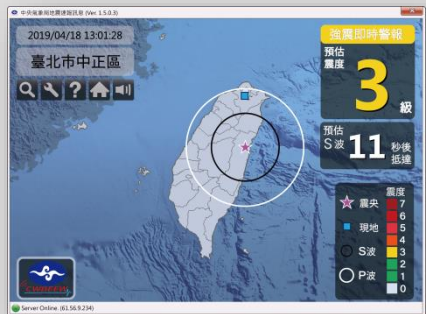 中央氣象局地震速報訊息 (Ver. 1.5.0.3)
2019/04/18 13:01:28
臺北市中正區
強震即時警報
預估
震度
3
級
預估
S波
11
秒後
抵達
震度
震央
現地
S波
P波
7
6
5
4
3
2
1
0
Server Online. (61.56.9.234)